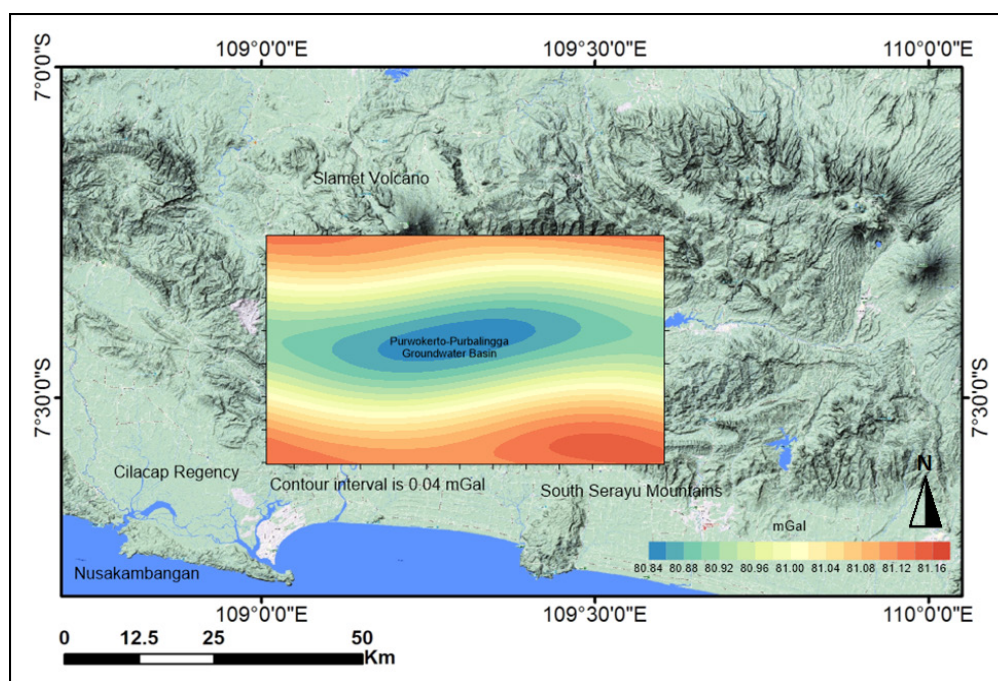 109°0'0"E 109°30'0"E 110°0'0"E
7°0'0"S
Slamet Volcano
Purwokerto-Purbalingga
Groundwater Basin
7°30'0"S 7°30'0"S
Cilacap Regency
Contour interval is 0.04 mGal
South Serayu Mountains
N
mGal
80.84 80.88 80.92 80.96 81.00 81.04 81.08 81.12 81.16
Nusakambangan
109°0'0"E 109°30'0"E 110°0'0"E
0 12.5 25 50
Km